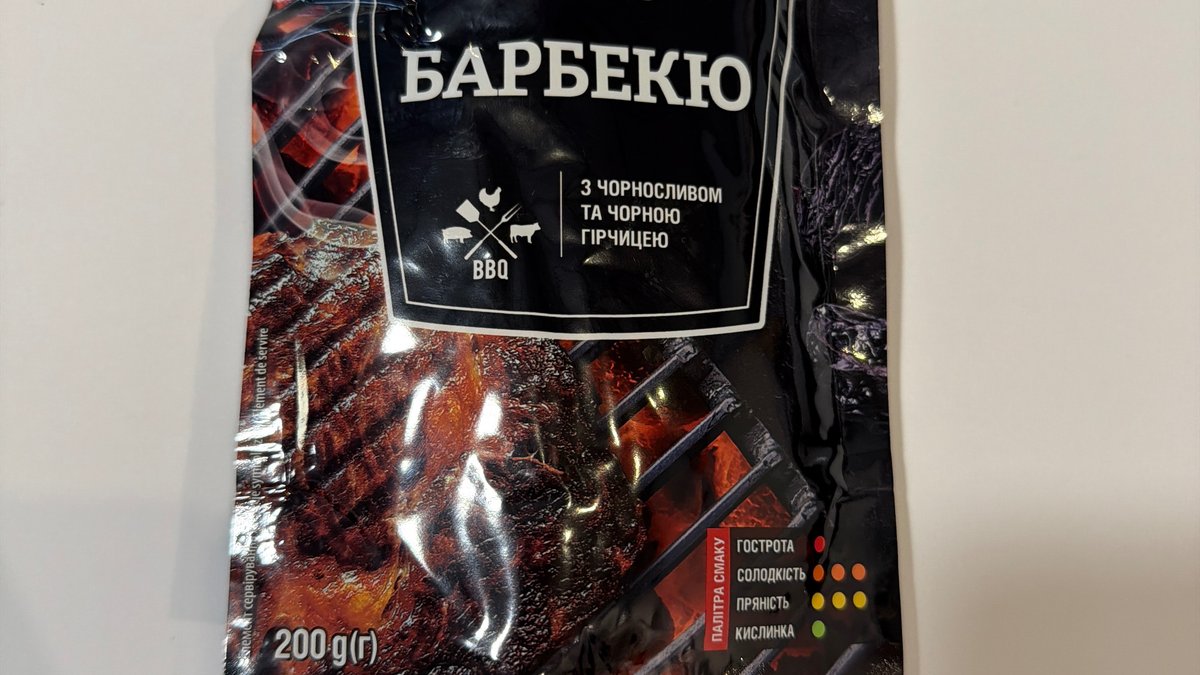 БАРБЕКЮ
З ЧОРНОСЛИВОМ
ТА ЧОРНОЮ
ГІРЧИЦЕЮ
BBQ
ПАЛІТРА СМАКУ
ГОСТРОТА
СОЛОДКІСТЬ
ПРЯНІСТЬ
КИСЛИНКА
200 g(г)